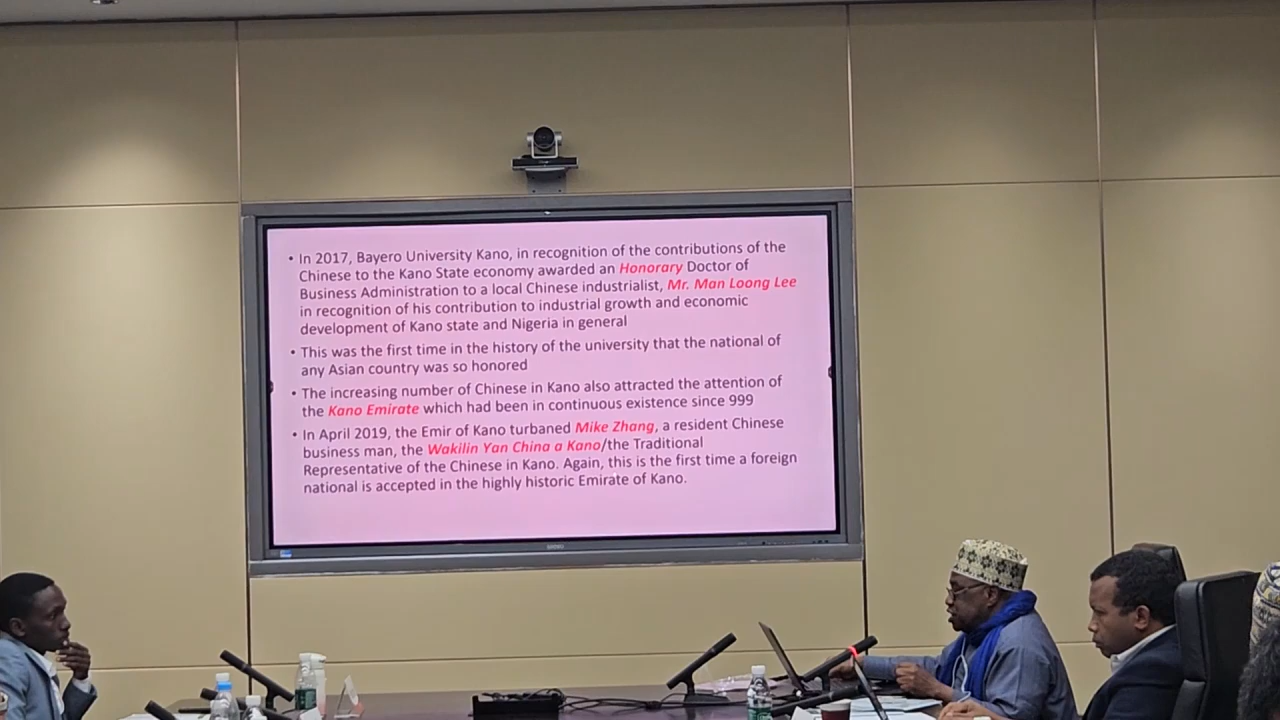 • In 2017, Bayero University Kano, in recognition of the contributions of the
Chinese to the Kano State economy awarded an Honorary Doctor of
Business Administration to a local Chinese industrialist, Mr. Man Loong Lee
in recognition of his contribution to industrial growth and economic
development of Kano state and Nigeria in general
• This was the first time in the history of the university that the national of
any Asian country was so honored
• The increasing number of Chinese in Kano also attracted the attention of
the Kano Emirate which had been in continuous existence since 999
• In April 2019, the Emir of Kano turbaned Mike Zhang, a resident Chinese
business man, the Wakilin Yan China a Kano/the Traditional
Representative of the Chinese in Kano. Again, this is the first time a foreign
national is accepted in the highly historic Emirate of Kano.